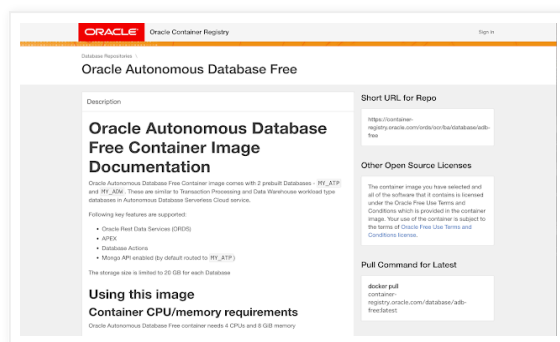 ORACLE Oracle Container Registry
Sign In
Database Repositories
Oracle Autonomous Database Free
Description
Oracle Autonomous Database
Free Container Image
Documentation
Oracle Autonomous Database Free Container image comes with 2 prebuilt Databases - MY_ATP
and MY_ADW. These are similar to Transaction Processing and Data Warehouse workload type
databases in Autonomous Database Serverless Cloud service.
Following key features are supported:
• Oracle Rest Data Services (ORDS)
• APEX
• Database Actions
• Mongo API enabled (by default routed to MY_ATP)
The storage size is limited to 20 GB for each Database
Using this image
Container CPU/memory requirements
Oracle Autonomous Database Free container needs 4 CPUs and 8 GiB memory
Short URL for Repo
https://container-
registry.oracle.com/ords/ocr/ba/database/adb-
free
Other Open Source Licenses
The container image you have selected and
all of the software that it contains is licensed
under the Oracle Free Use Terms and
Conditions which is provided in the container
image. Your use of the container is subject to
the terms of Oracle Free Use Terms and
Conditions license.
Pull Command for Latest
docker pull
container-
registry.oracle.com/database/adb-
free:latest